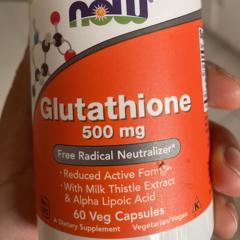 now
Glutathione
500 mg
Free Radical Neutralizer*
• Reduced Active Form
• With Milk Thistle Extract
& Alpha Lipoic Acid
60 Veg Capsules
A Dietary Supplement
Vegetarian/Vegan
K